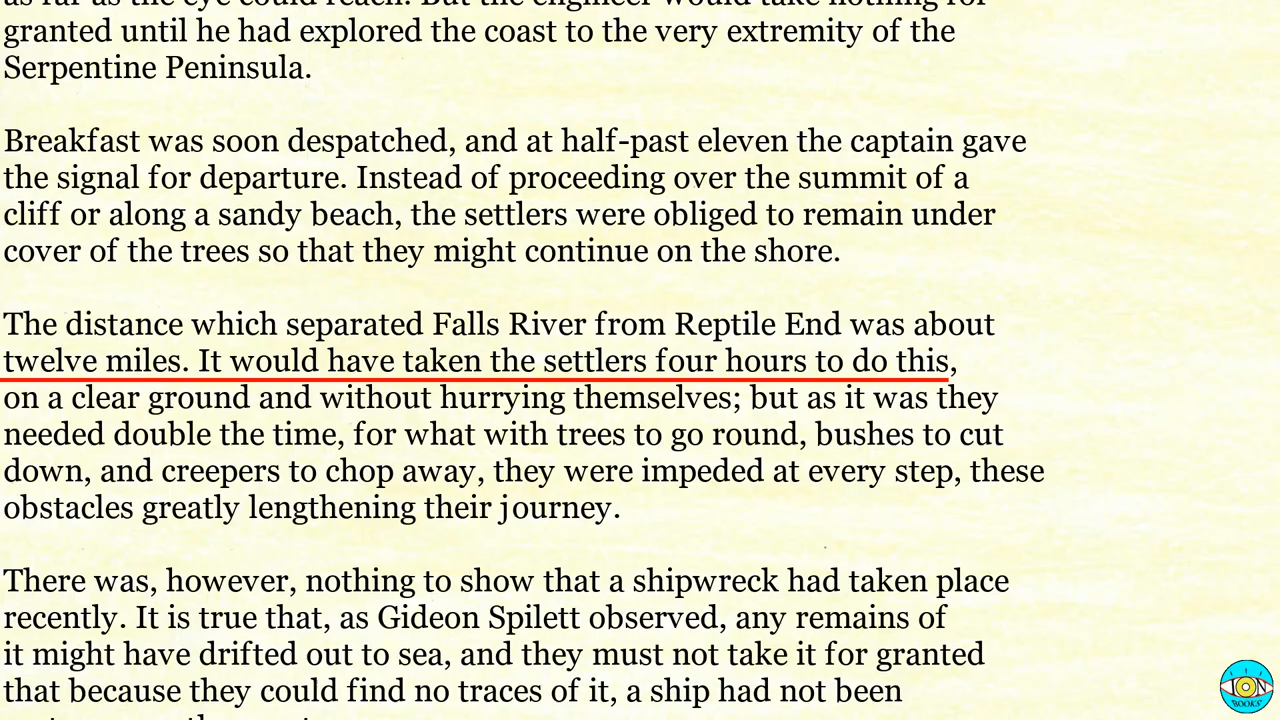 granted until he had explored the coast to the very extremity of the
Serpentine Peninsula.
Breakfast was soon despatched, and at half-past eleven the captain gave
the signal for departure. Instead of proceeding over the summit of a
cliff or along a sandy beach, the settlers were obliged to remain under
cover of the trees so that they might continue on the shore.
The distance which separated Falls River from Reptile End was about
twelve miles. It would have taken the settlers four hours to do this,
on a clear ground and without hurrying themselves; but as it was they
needed double the time, for what with trees to go round, bushes to cut
down, and creepers to chop away, they were impeded at every step, these
obstacles greatly lengthening their journey.
There was, however, nothing to show that a shipwreck had taken place
recently. It is true that, as Gideon Spilett observed, any remains of
it might have drifted out to sea, and they must not take it for granted
that because they could find no traces of it, a ship had not been
ION
BOOKS